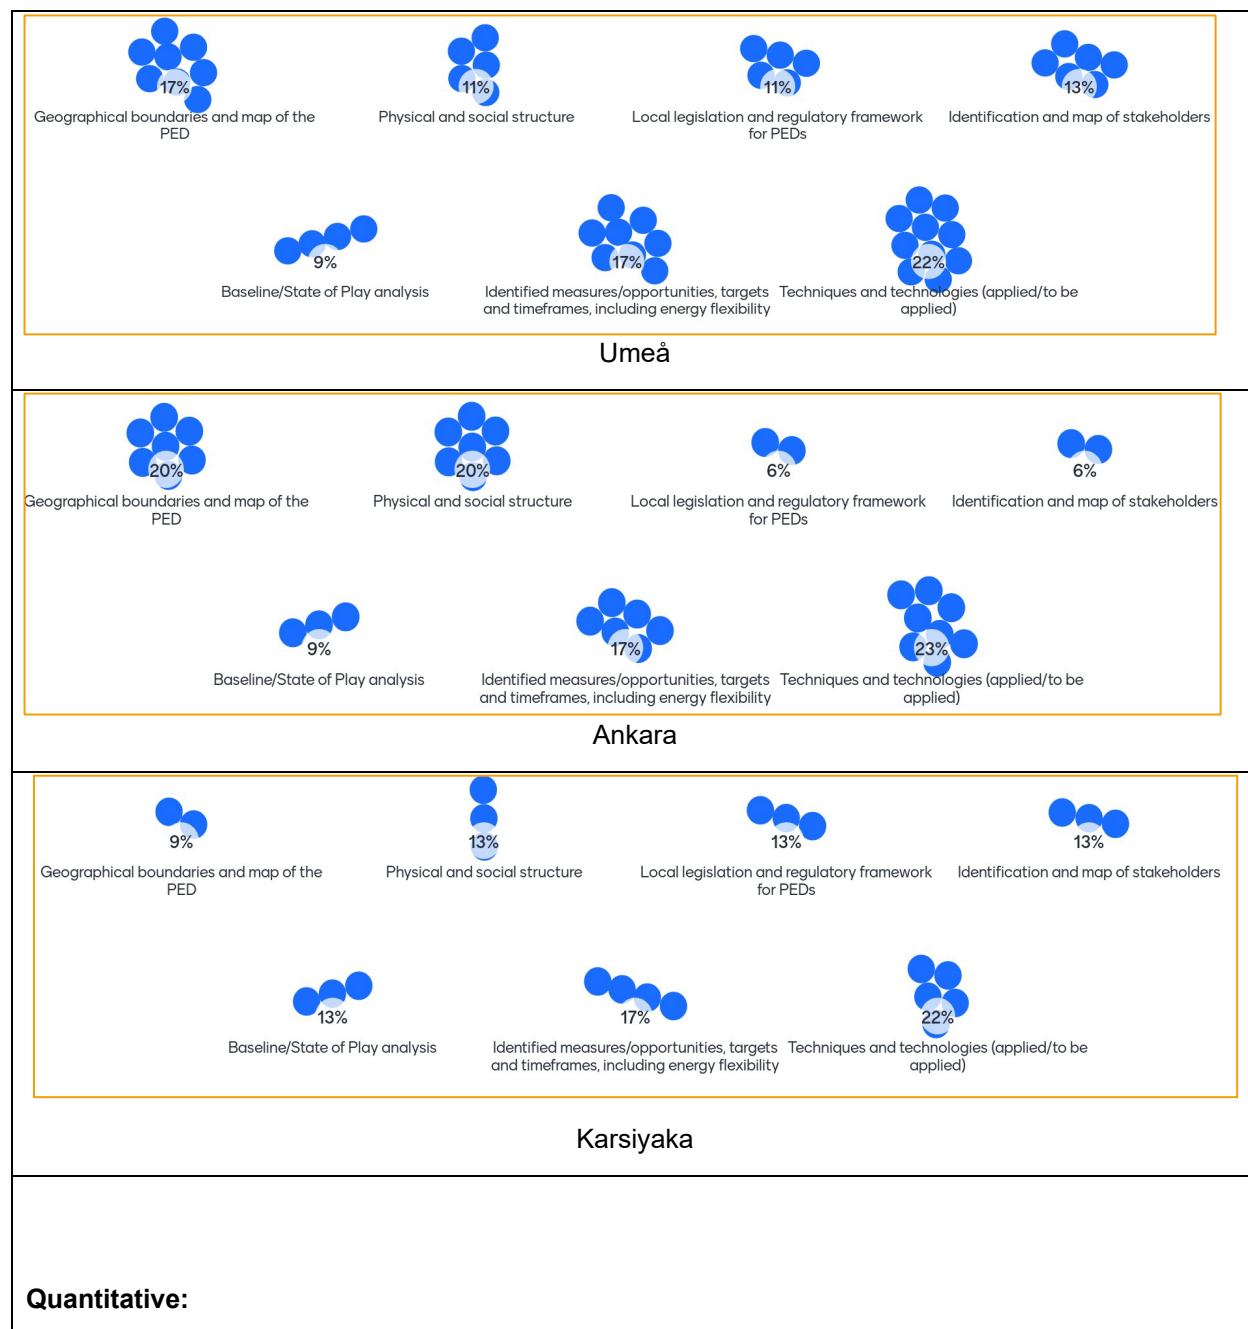 17%
11%
11%
13%
Geographical boundaries and map of the
PED
Physical and social structure
Local legislation and regulatory framework
for PEDs
Identification and map of stakeholders
9%
17%
22%
Baseline/State of Play analysis
Identified measures/opportunities, targets
and timeframes, including energy flexibility
Techniques and technologies (applied/to be
applied)
Umeå
20%
20%
6%
6%
Geographical boundaries and map of the
PED
Physical and social structure
Local legislation and regulatory framework
for PEDs
Identification and map of stakeholders
9%
17%
23%
Baseline/State of Play analysis
Identified measures/opportunities, targets
and timeframes, including energy flexibility
Techniques and technologies (applied/to be
applied)
Ankara
9%
13%
13%
13%
Geographical boundaries and map of the
PED
Physical and social structure
Local legislation and regulatory framework
for PEDs
Identification and map of stakeholders
13%
17%
22%
Baseline/State of Play analysis
Identified measures/opportunities, targets
and timeframes, including energy flexibility
Techniques and technologies (applied/to be
applied)
Karsiyaka
Quantitative: